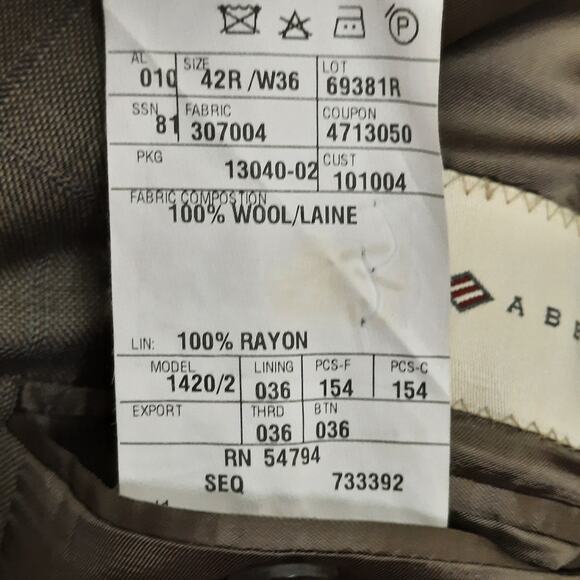 AL SIZE LOT
010 42R /W36 69381R
SSN FABRIC COUPON
81 307004 4713050
PKG 13040-02 CUST
101004
FABRIC COMPOSTION
100% WOOL/LAINE
LIN: 100% RAYON
MODEL LINING PCS-F PCS-C
1420/2 036 154 154
EXPORT THRD BTN
036 036
RN 54794
SEQ 733392
P